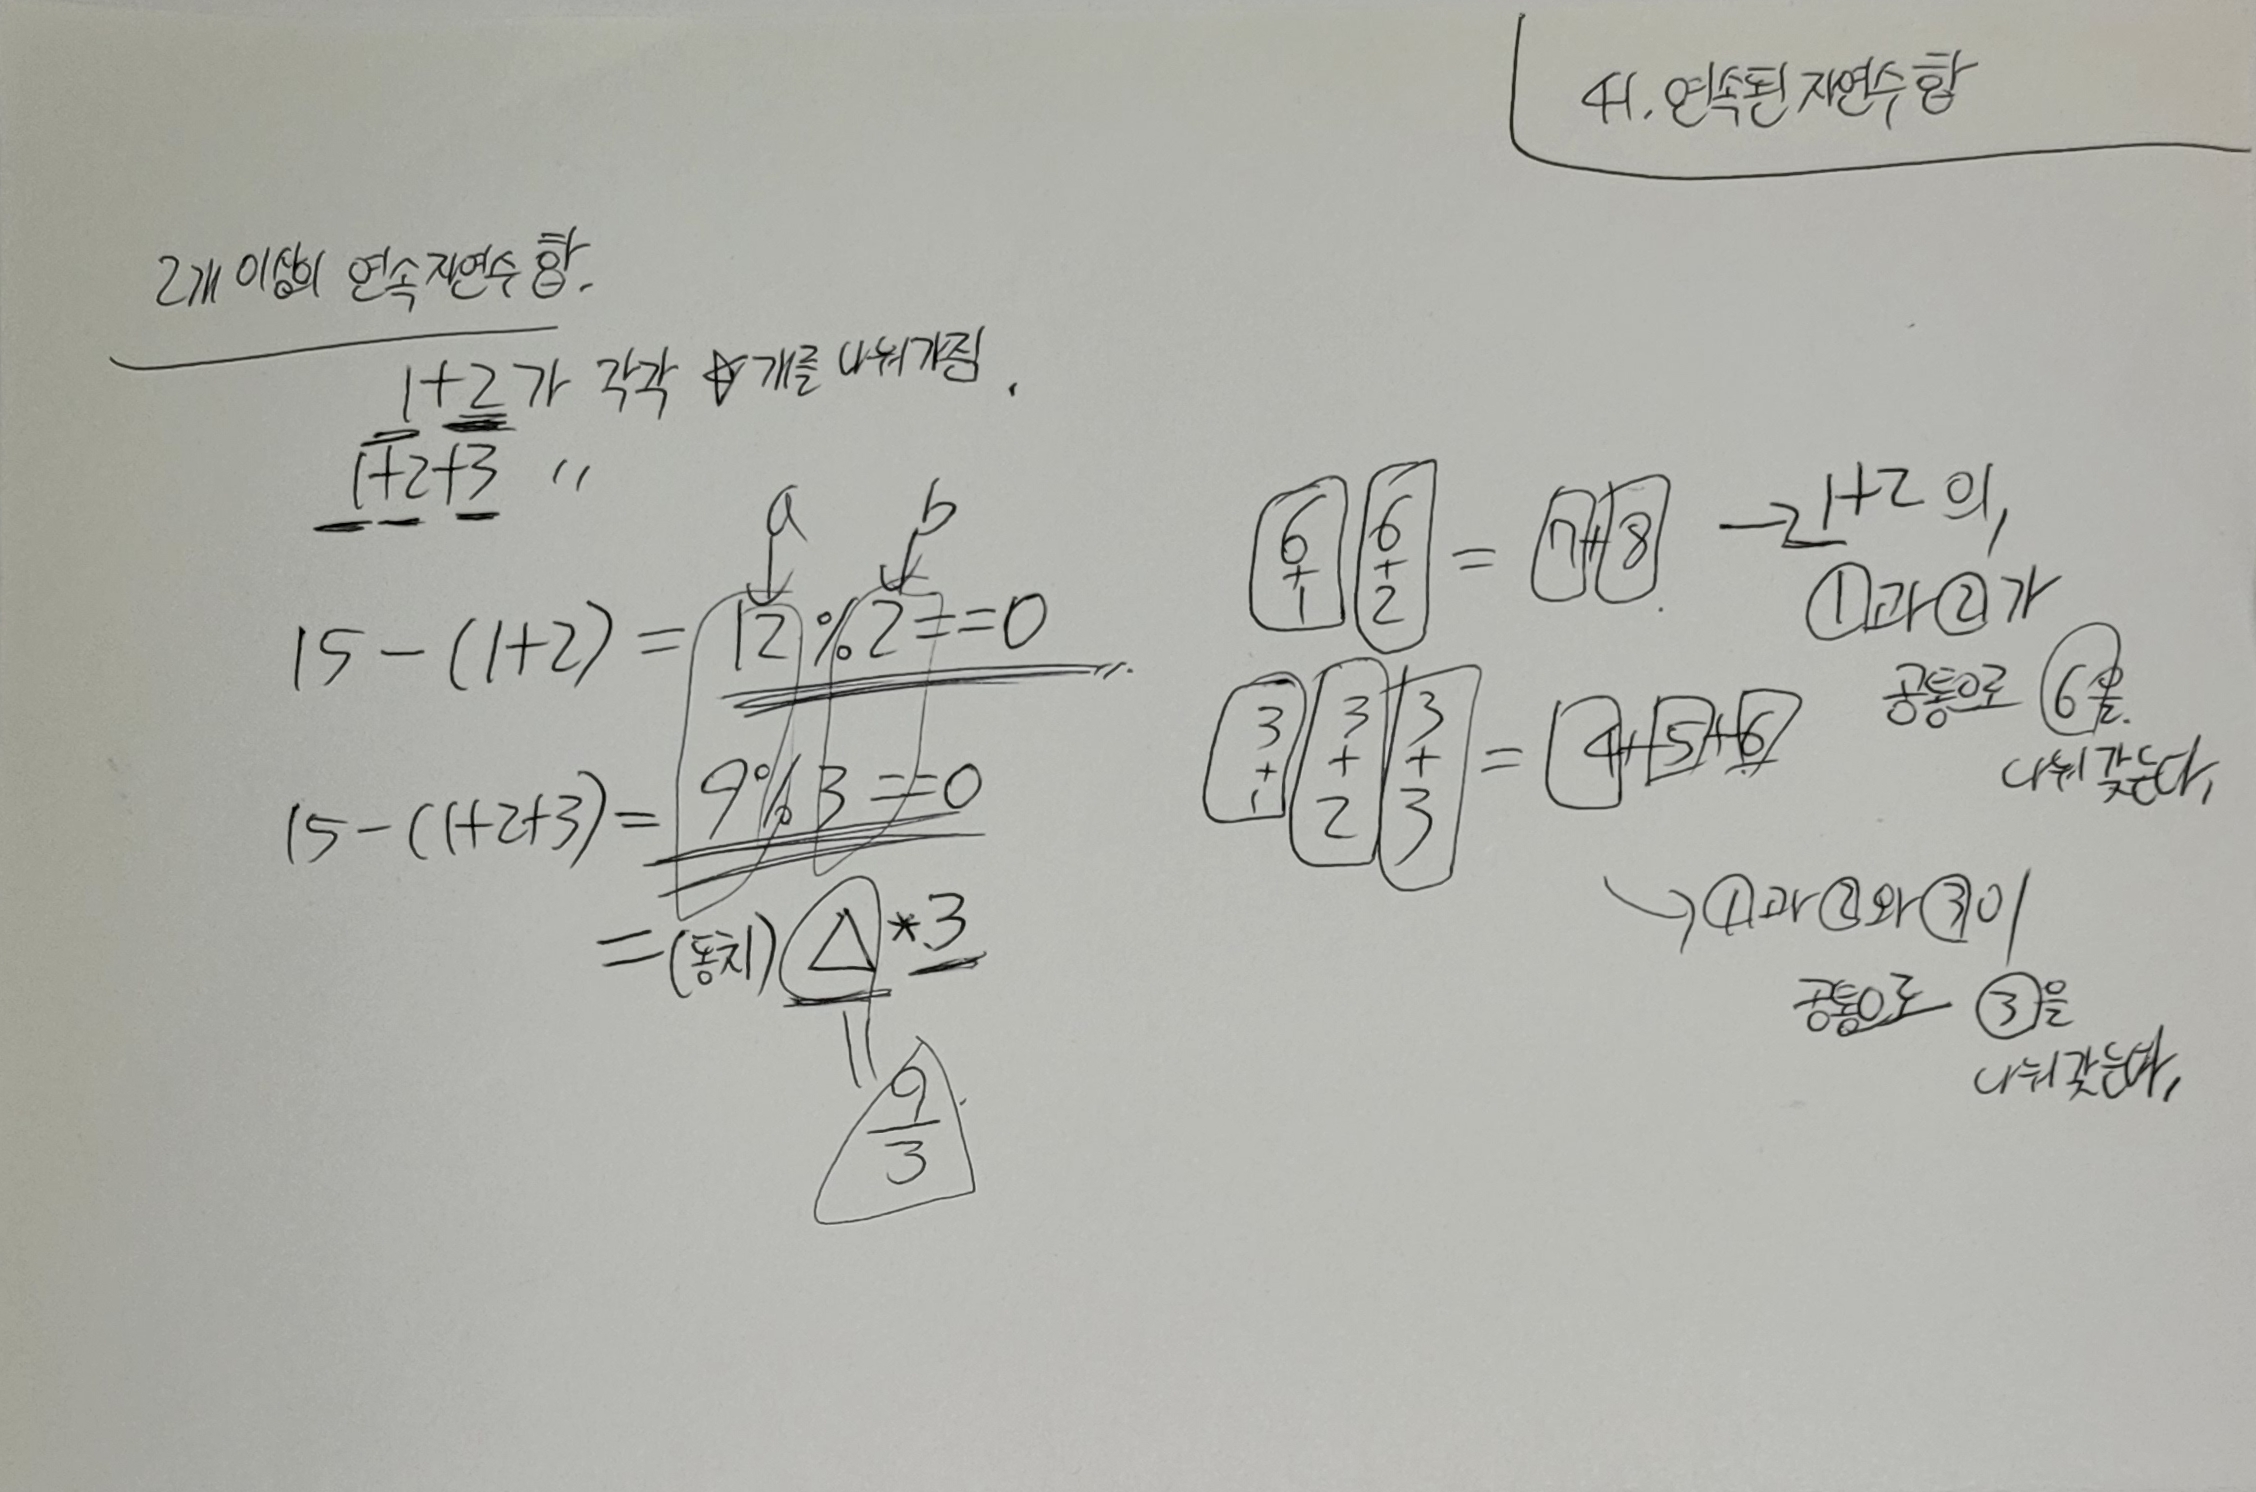 41. 연속된 자연수 합
2개 이상의 연속 자연수 합.
1+2가 각각 ☆개를 나눠가짐.
1+2+3 〃
a b
15-(1+2) = 12%2==0
15-(1+2+3) = 9%3==0
=(동치) △*3
=
9
3
6 6
+ + = 7+8 → 1+2의,
1 2
①과 ②가
공통으로 ⑥을
나눠 갖는다,
3 3 3
+ + + = 4+5+6
1 2 3
→ ①과 ②와 ③이
공통으로 ③을
나눠 갖는다,